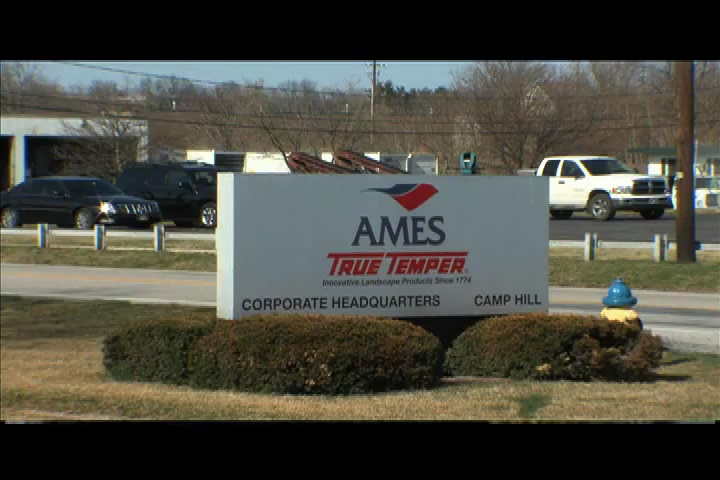 AMES
TRUE TEMPER®
Innovative Landscape Products Since 1774
CORPORATE HEADQUARTERS CAMP HILL